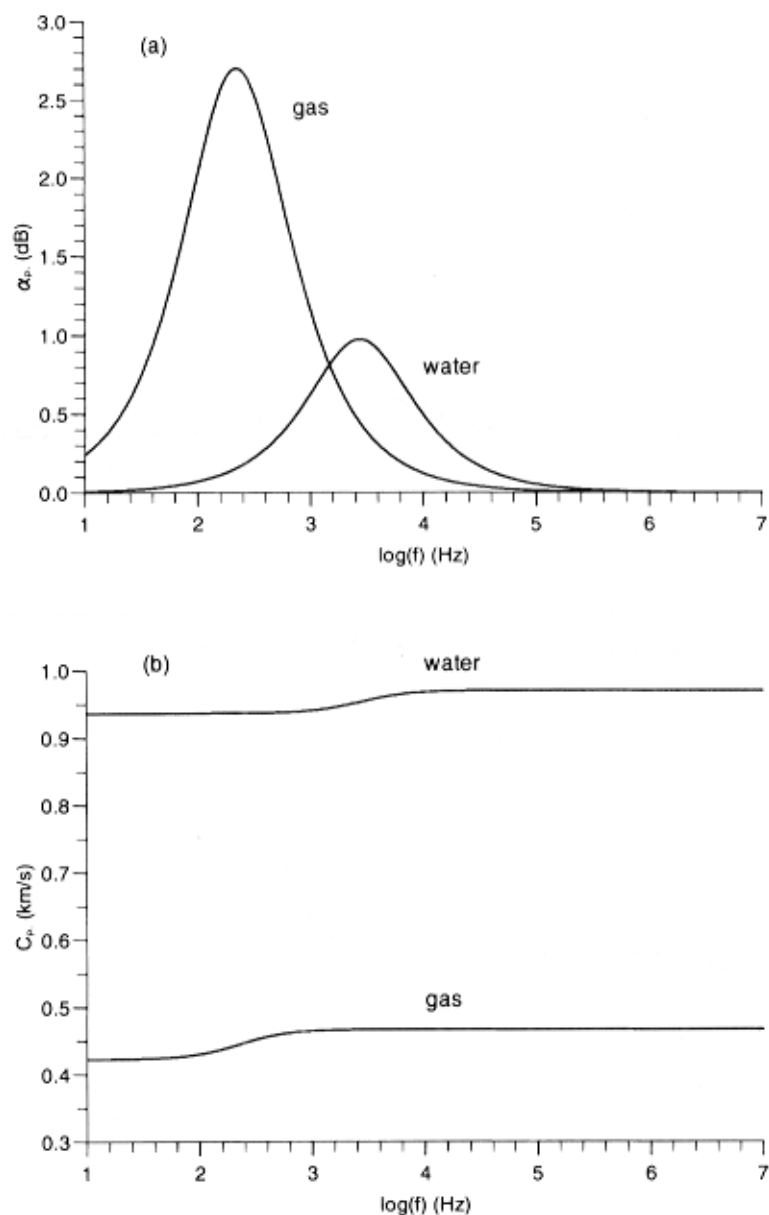 (a)
3.0
2.5
2.0
1.5
1.0
0.5
0.0
αP. (dB)
gas
water
1 2 3 4 5 6 7
log(f) (Hz)
(b)
1.0
0.9
0.8
0.7
0.6
0.5
0.4
0.3
CP. (km/s)
water
gas
1 2 3 4 5 6 7
log(f) (Hz)